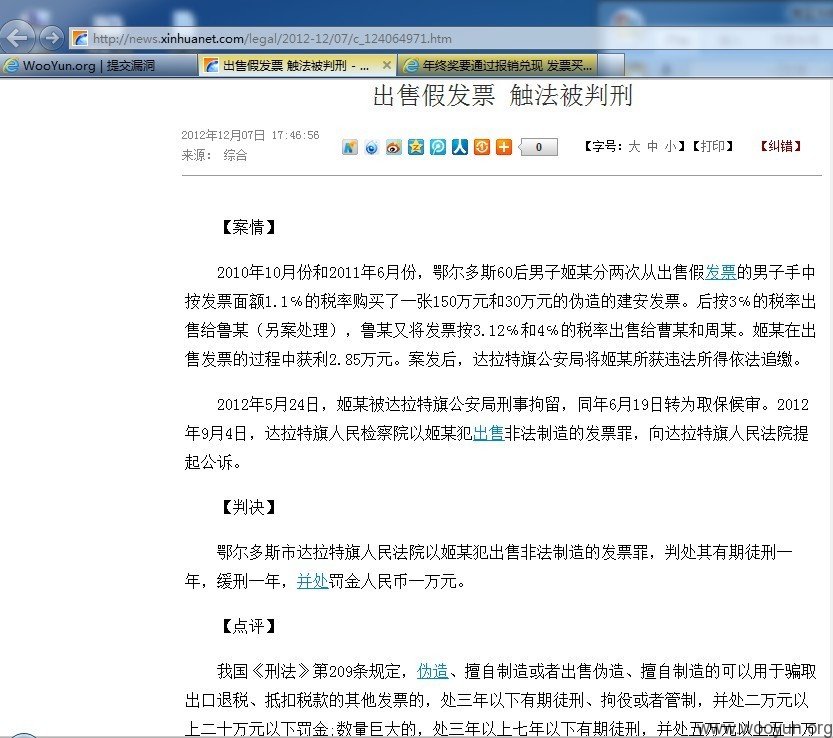 http://news.xinhuanet.com/legal/2012-12/07/c_124064971.htm
WooYun.org | 提交漏洞
出售假发票 触法被判刑 - ...
年终奖要通过报销兑现 发票买...
出售假发票 触法被判刑
2012年12月07日 17:46:56
来源： 综合
0
【字号：大 中 小】【打印】
【纠错】
【案情】
2010年10月份和2011年6月份，鄂尔多斯60后男子姬某分两次从出售假发票的男子手中
按发票面额1.1%的税率购买了一张150万元和30万元的伪造的建安发票。后按3%的税率出
售给鲁某（另案处理），鲁某又将发票按3.12%和4%的税率出售给曹某和周某。姬某在出
售发票的过程中获利2.85万元。案发后，达拉特旗公安局将姬某所获违法所得依法追缴。
2012年5月24日，姬某被达拉特旗公安局刑事拘留，同年6月19日转为取保候审。2012
年9月4日，达拉特旗人民检察院以姬某犯出售非法制造的发票罪，向达拉特旗人民法院提
起公诉。
【判决】
鄂尔多斯市达拉特旗人民法院以姬某犯出售非法制造的发票罪，判处其有期徒刑一
年，缓刑一年，并处罚金人民币一万元。
【点评】
我国《刑法》第209条规定，伪造、擅自制造或者出售伪造、擅自制造的可以用于骗取
出口退税、抵扣税款的其他发票的，处三年以下有期徒刑、拘役或者管制，并处二万元以
上二十万元以下罚金;数量巨大的，处三年以上七年以下有期徒刑，并处五万元以上五十万
www.wooyun.org